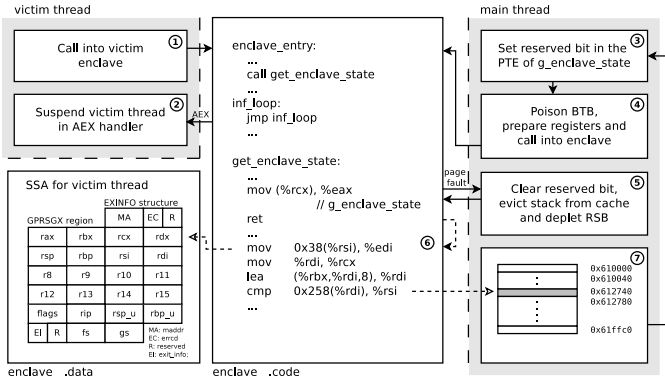 victim thread
Call into victim
enclave
1
Suspend victim thread
in AEX handler
2
AEX
SSA for victim thread
EXINFO structure
GPRSGX region
MA EC R
rax rbx rcx rdx
rsp rbp rsi rdi
r8 r9 r10 r11
r12 r13 r14 r15
flags rip rsp_u rbp_u
EI R fs gs
MA: maddr
EC: errcd
R: reserved
EI: exit_info;
enclave .data
enclave_entry:
...
call get_enclave_state
...
inf_loop:
jmp inf_loop
...
get_enclave_state:
...
mov (%rcx), %eax
// g_enclave_state
ret
...
6
mov 0x38(%rsi), %edi
mov %rdi, %rcx
lea (%rbx,%rdi,8), %rdi
cmp 0x258(%rdi), %rsi
...
enclave .code
main thread
3
Set reserved bit in the
PTE of g_enclave_state
4
Poison BTB,
prepare registers and
call into enclave
page
fault
5
Clear reserved bit,
evict stack from cache
and deplet RSB
7
0x610000
0x610040
0x612740
0x612780
0x61ffc0